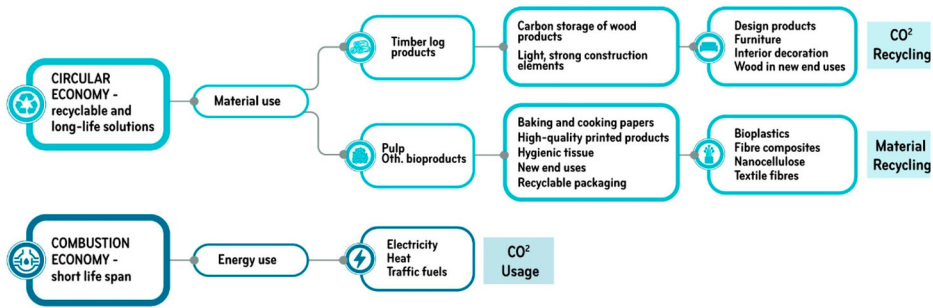 CIRCULAR
ECONOMY -
recyclable and
long-life solutions
Material use
Timber log
products
Carbon storage of wood
products
Light, strong construction
elements
Design products
Furniture
Interior decoration
Wood in new end uses
CO²
Recycling
Pulp
Oth. bioproducts
Baking and cooking papers
High-quality printed products
Hygienic tissue
New end uses
Recyclable packaging
Bioplastics
Fibre composites
Nanocellulose
Textile fibres
Material
Recycling
COMBUSTION
ECONOMY -
short life span
Energy use
Electricity
Heat
Traffic fuels
CO²
Usage